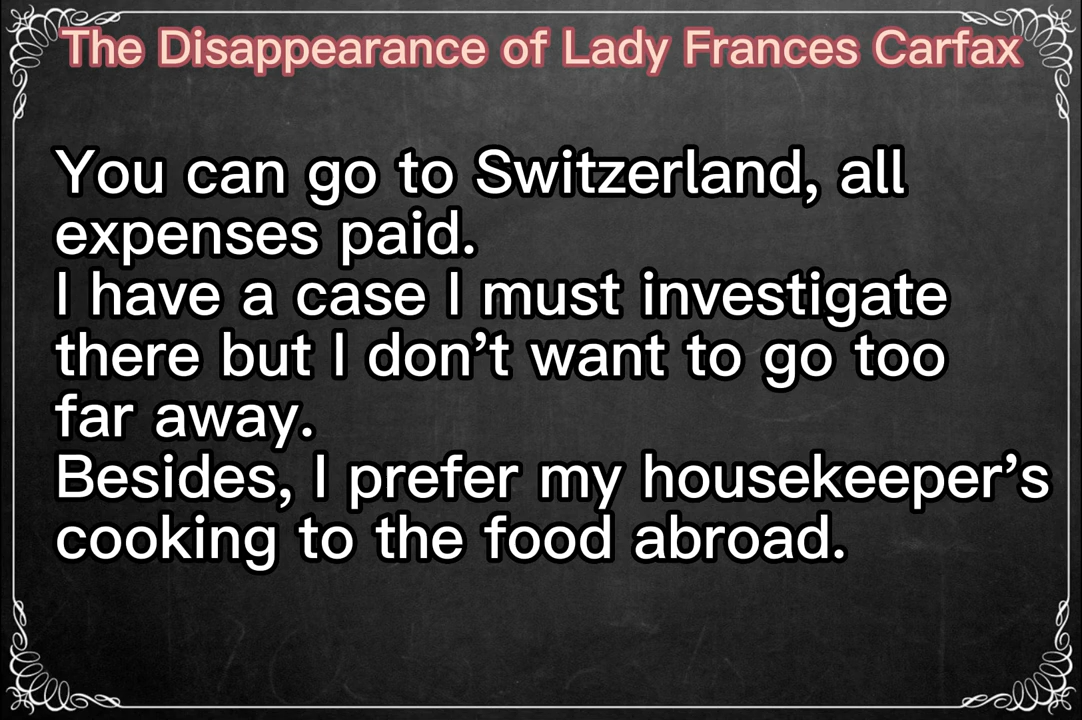 The Disappearance of Lady Frances Carfax
You can go to Switzerland, all
expenses paid.
I have a case I must investigate
there but I don’t want to go too
far away.
Besides, I prefer my housekeeper’s
cooking to the food abroad.